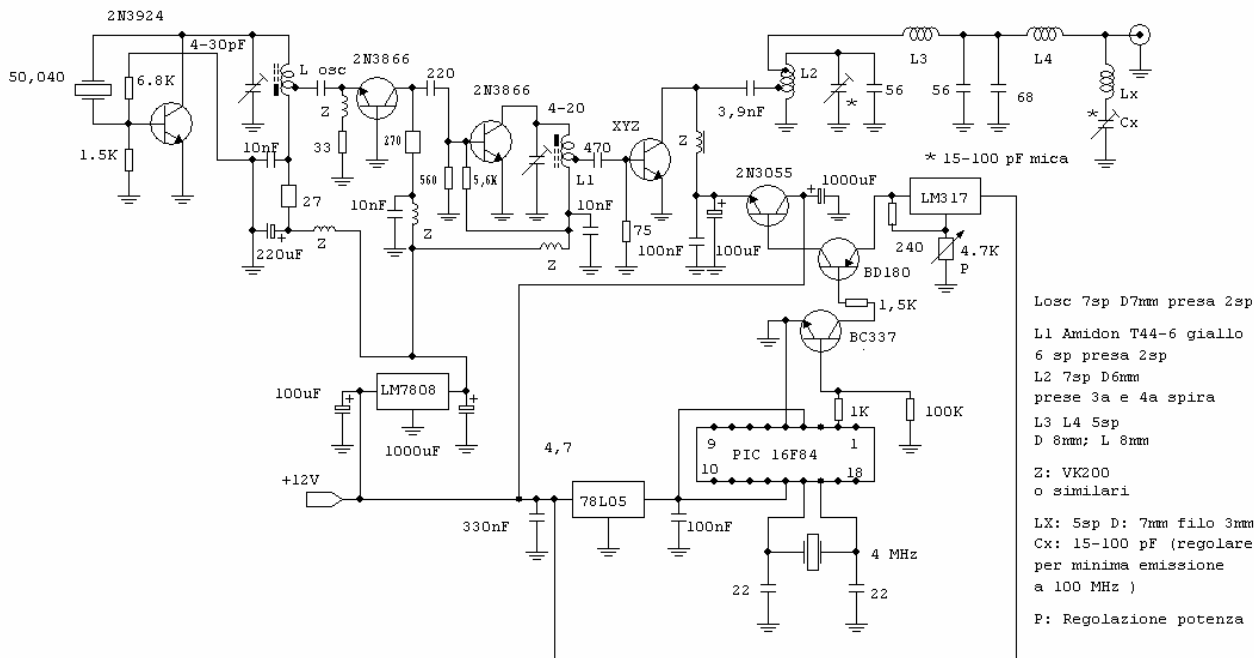 2N3924
4-30pF
50,040
6.8K
1.5K
10nF
27
220uF
Z
L osc
Z
33
2N3866
270
10nF
Z
220
2N3866
560
5,6K
4-20
L1
470
10nF
Z
XYZ
75
Z
100nF
100uF
3,9nF
L2
*
56
L3
56
68
L4
Lx
*
Cx
* 15-100 pF mica
2N3055
1000uF
LM317
240
4.7K
P
BD180
1,5K
BC337
1K
100K
100uF
LM7808
1000uF
+12V
4,7
330nF
78L05
100nF
9
PIC 16F84
1
10
18
4 MHz
22
22
Losc 7sp D7mm presa 2sp
L1 Amidon T44-6 giallo
6 sp presa 2sp
L2 7sp D6mm
prese 3a e 4a spira
L3 L4 5sp
D 8mm; L 8mm
Z: VK200
o similari
LX: 5sp D: 7mm filo 3mm
Cx: 15-100 pF (regolare
per minima emissione
a 100 MHz )
P: Regolazione potenza